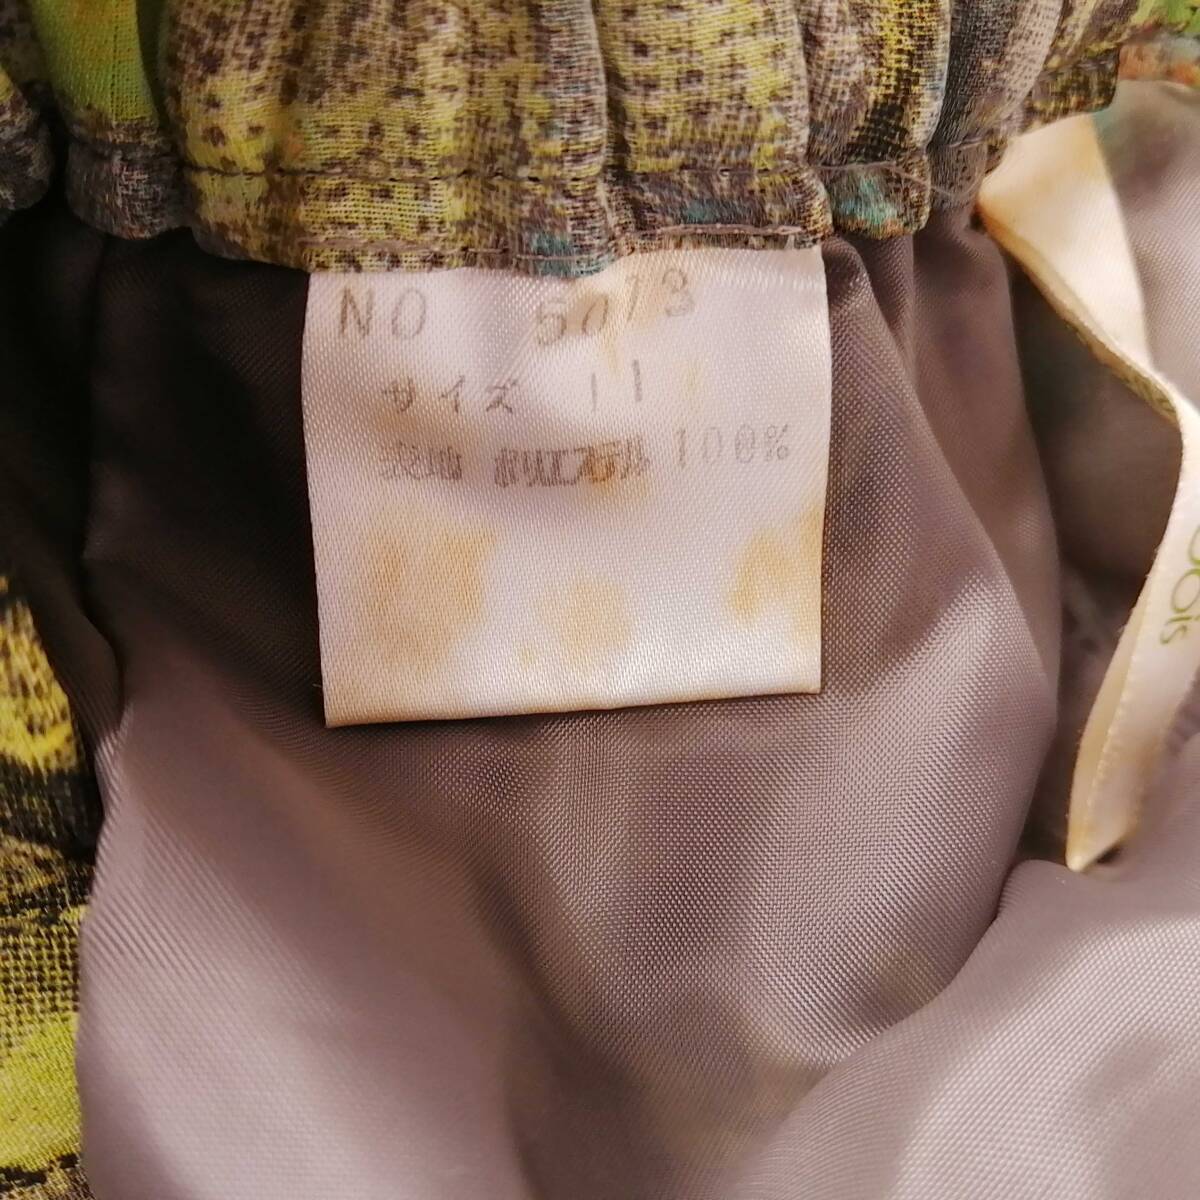 NO 5073
サイズ 11
表地 ポリエステル 100%